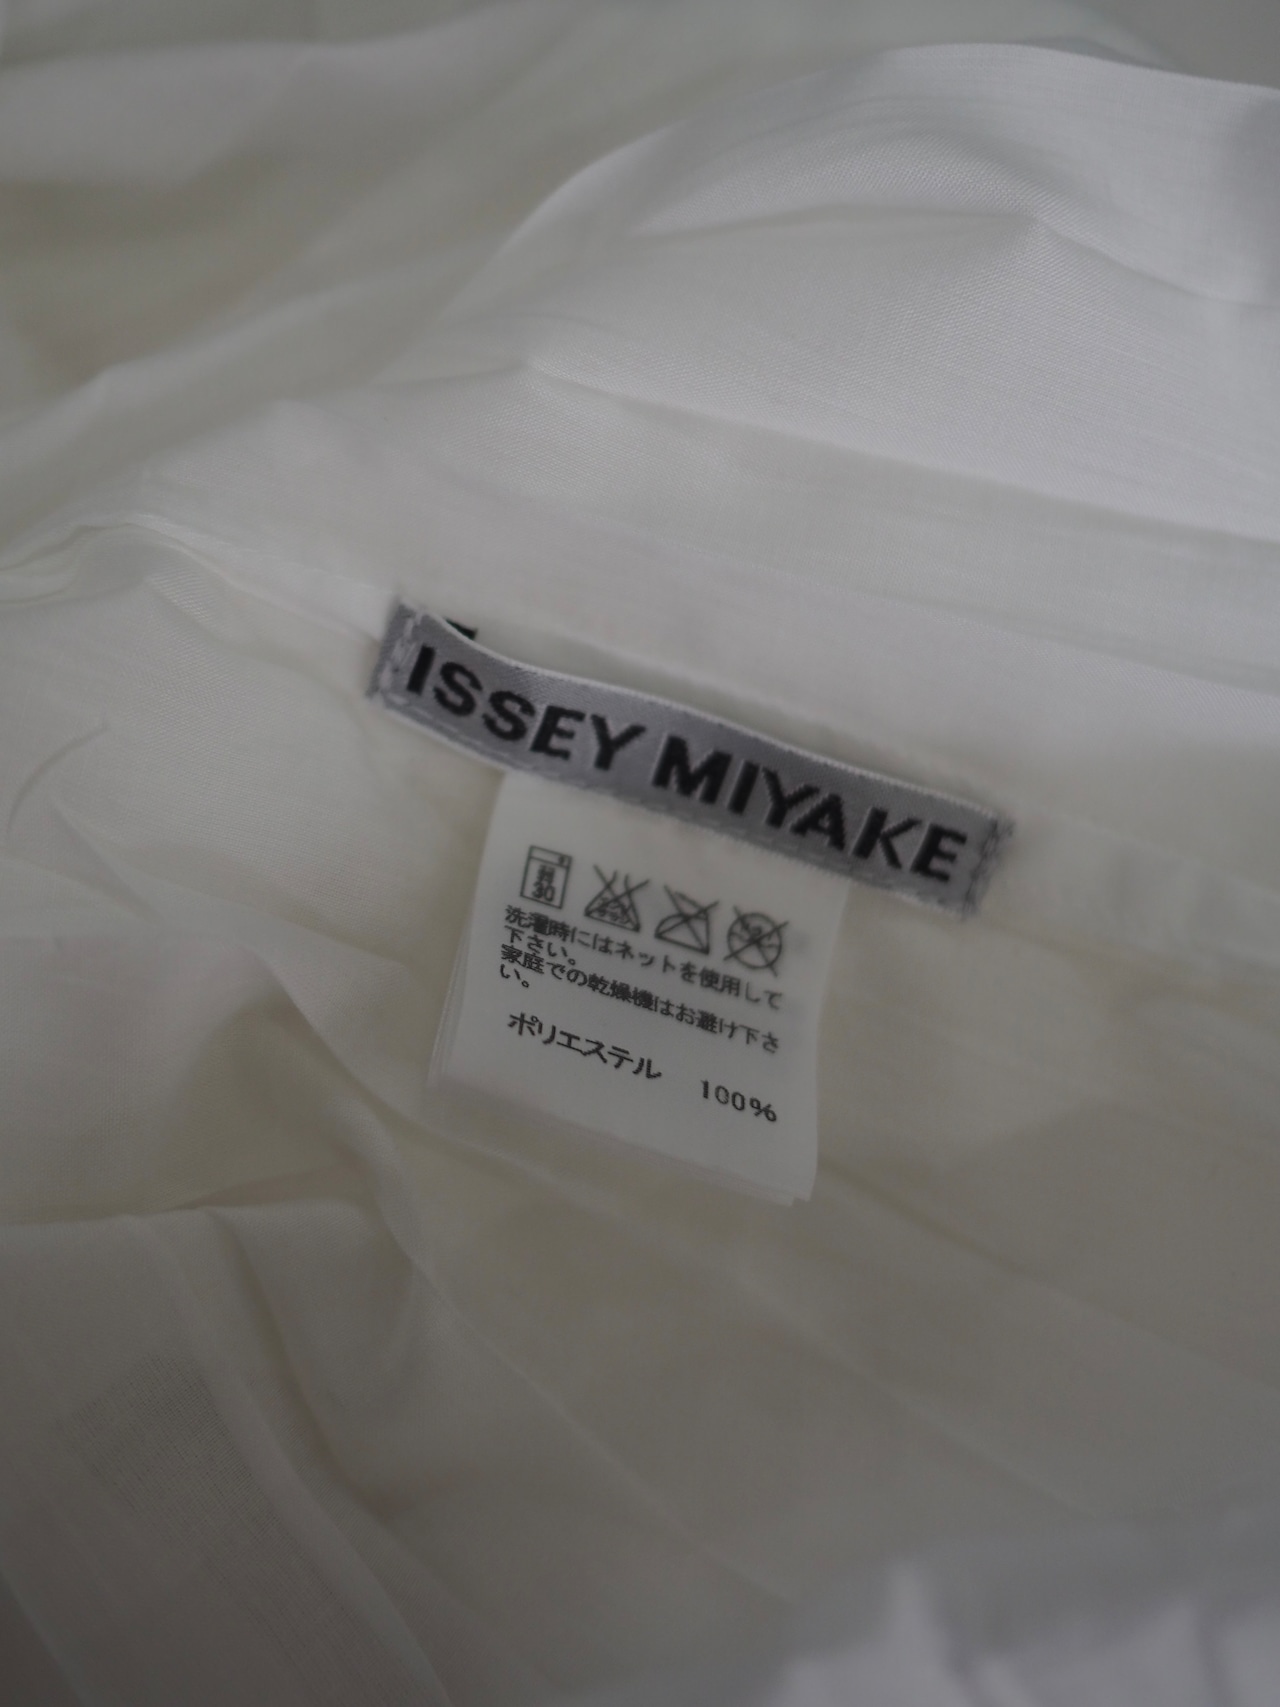 ISSEY MIYAKE
弱
30
洗濯時にはネットを使用して
下さい。
家庭での乾燥機はお避け下さ
い。
ポリエステル 100%